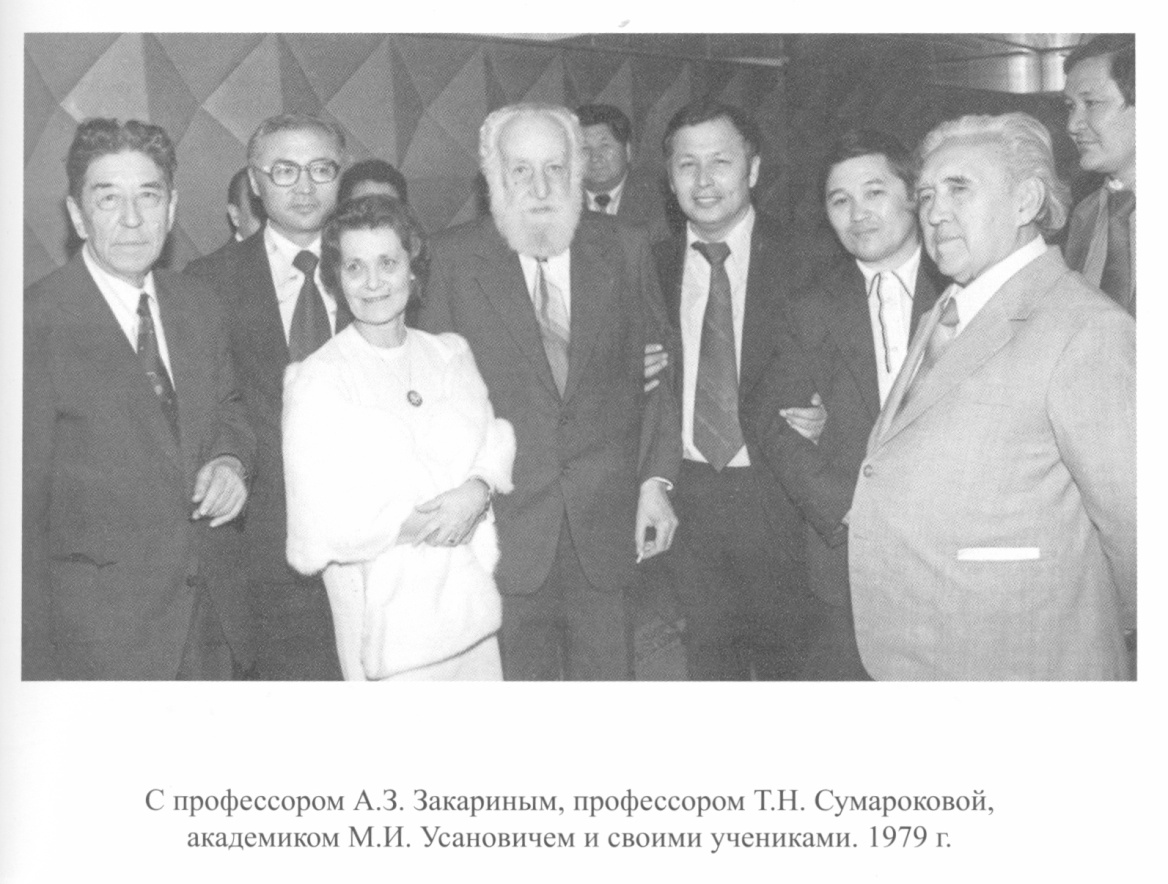 С профессором А.З. Закариным, профессором Т.Н. Сумароковой,
академиком М.И. Усановичем и своими учениками. 1979 г.